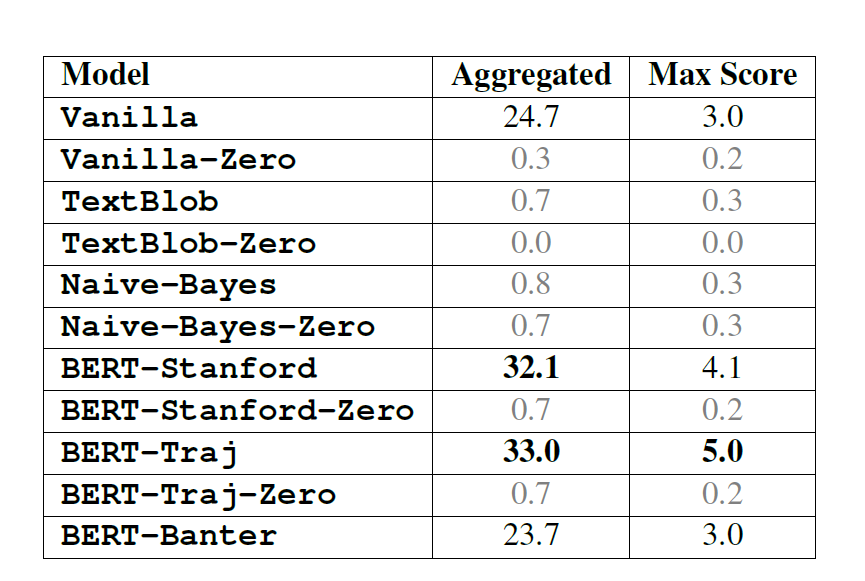 Model Aggregated Max Score
Vanilla 24.7 3.0
Vanilla-Zero 0.3 0.2
TextBlob 0.7 0.3
TextBlob-Zero 0.0 0.0
Naive-Bayes 0.8 0.3
Naive-Bayes-Zero 0.7 0.3
BERT-Stanford 32.1 4.1
BERT-Stanford-Zero 0.7 0.2
BERT-Traj 33.0 5.0
BERT-Traj-Zero 0.7 0.2
BERT-Banter 23.7 3.0